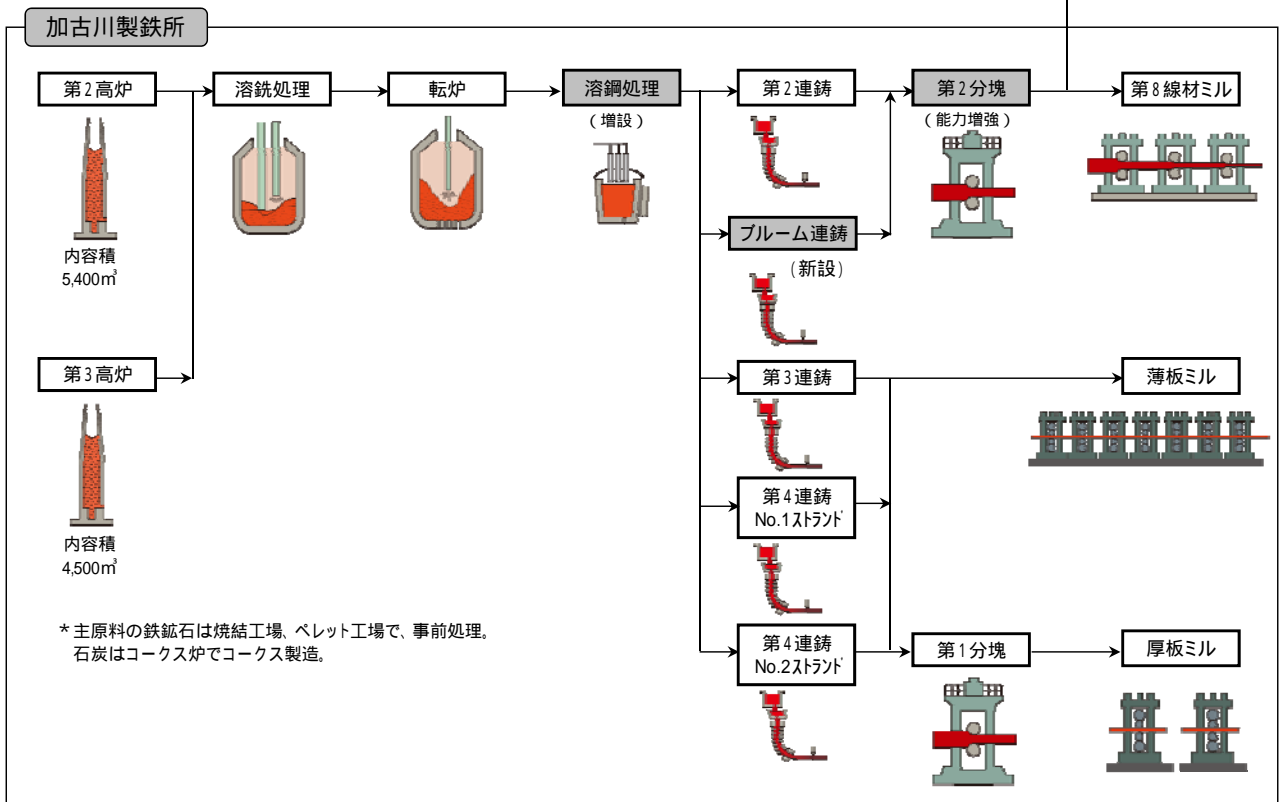 加古川製鉄所
第2高炉
溶銑処理
転炉
溶鋼処理
(増設)
第2連鋳
第2分塊
(能力増強)
第8線材ミル
内容積
5,400㎥
ブルーム連鋳
(新設)
第3高炉
第3連鋳
薄板ミル
内容積
4,500㎥
第4連鋳
No.1ストランド
*主原料の鉄鉱石は焼結工場、ペレット工場で、事前処理。
石炭はコークス炉でコークス製造。
第4連鋳
No.2ストランド
第1分塊
厚板ミル